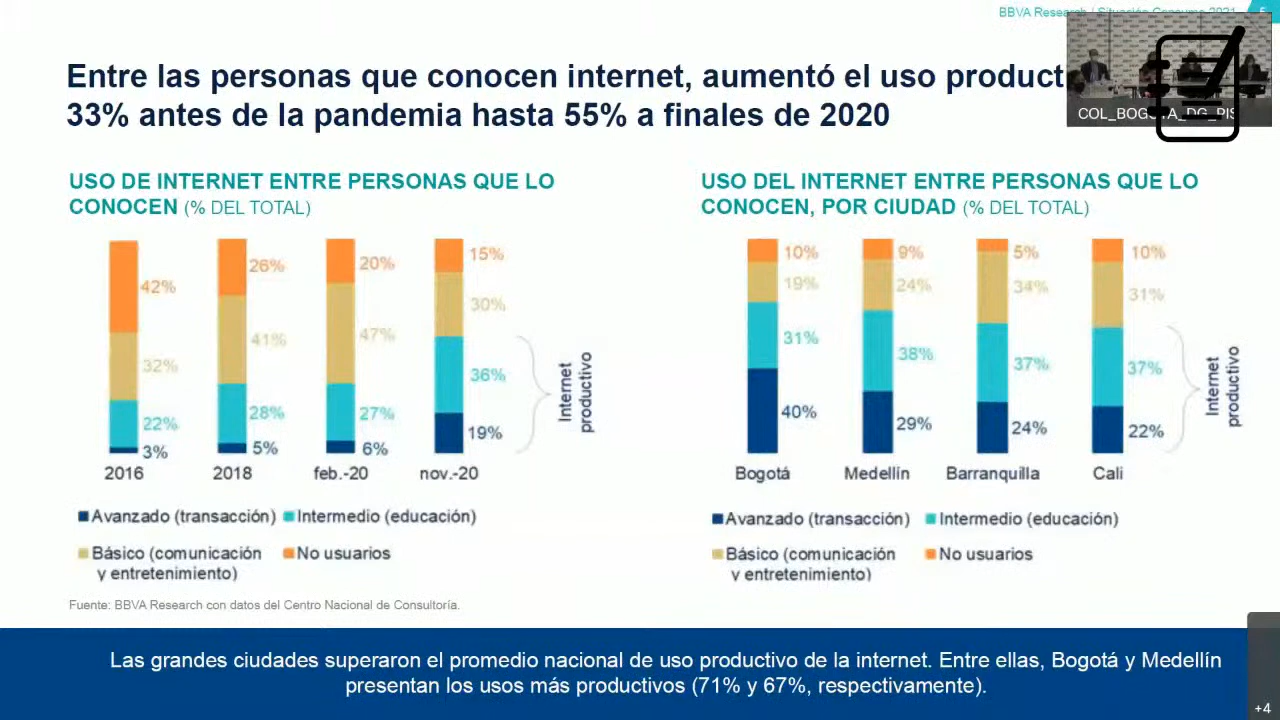 BBVA Research | Situación Consumo 2021 5
Entre las personas que conocen internet, aumentó el uso product
33% antes de la pandemia hasta 55% a finales de 2020
COL_BOGOTA_DG_PIS
USO DE INTERNET ENTRE PERSONAS QUE LO
CONOCEN (% DEL TOTAL)
42%
32%
22%
3%
26%
41%
28%
5%
20%
47%
27%
6%
15%
30%
36%
19%
Internet
productivo
2016 2018 feb.-20 nov.-20
Avanzado (transacción) Intermedio (educación)
Básico (comunicación No usuarios
y entretenimiento)
Fuente: BBVA Research con datos del Centro Nacional de Consultoría.
USO DEL INTERNET ENTRE PERSONAS QUE LO
CONOCEN, POR CIUDAD (% DEL TOTAL)
10%
19%
31%
40%
9%
24%
38%
29%
5%
34%
37%
24%
10%
31%
37%
22%
Internet
productivo
Bogotá Medellín Barranquilla Cali
Avanzado (transacción) Intermedio (educación)
Básico (comunicación No usuarios
y entretenimiento)
Las grandes ciudades superaron el promedio nacional de uso productivo de la internet. Entre ellas, Bogotá y Medellín
presentan los usos más productivos (71% y 67%, respectivamente).
+4